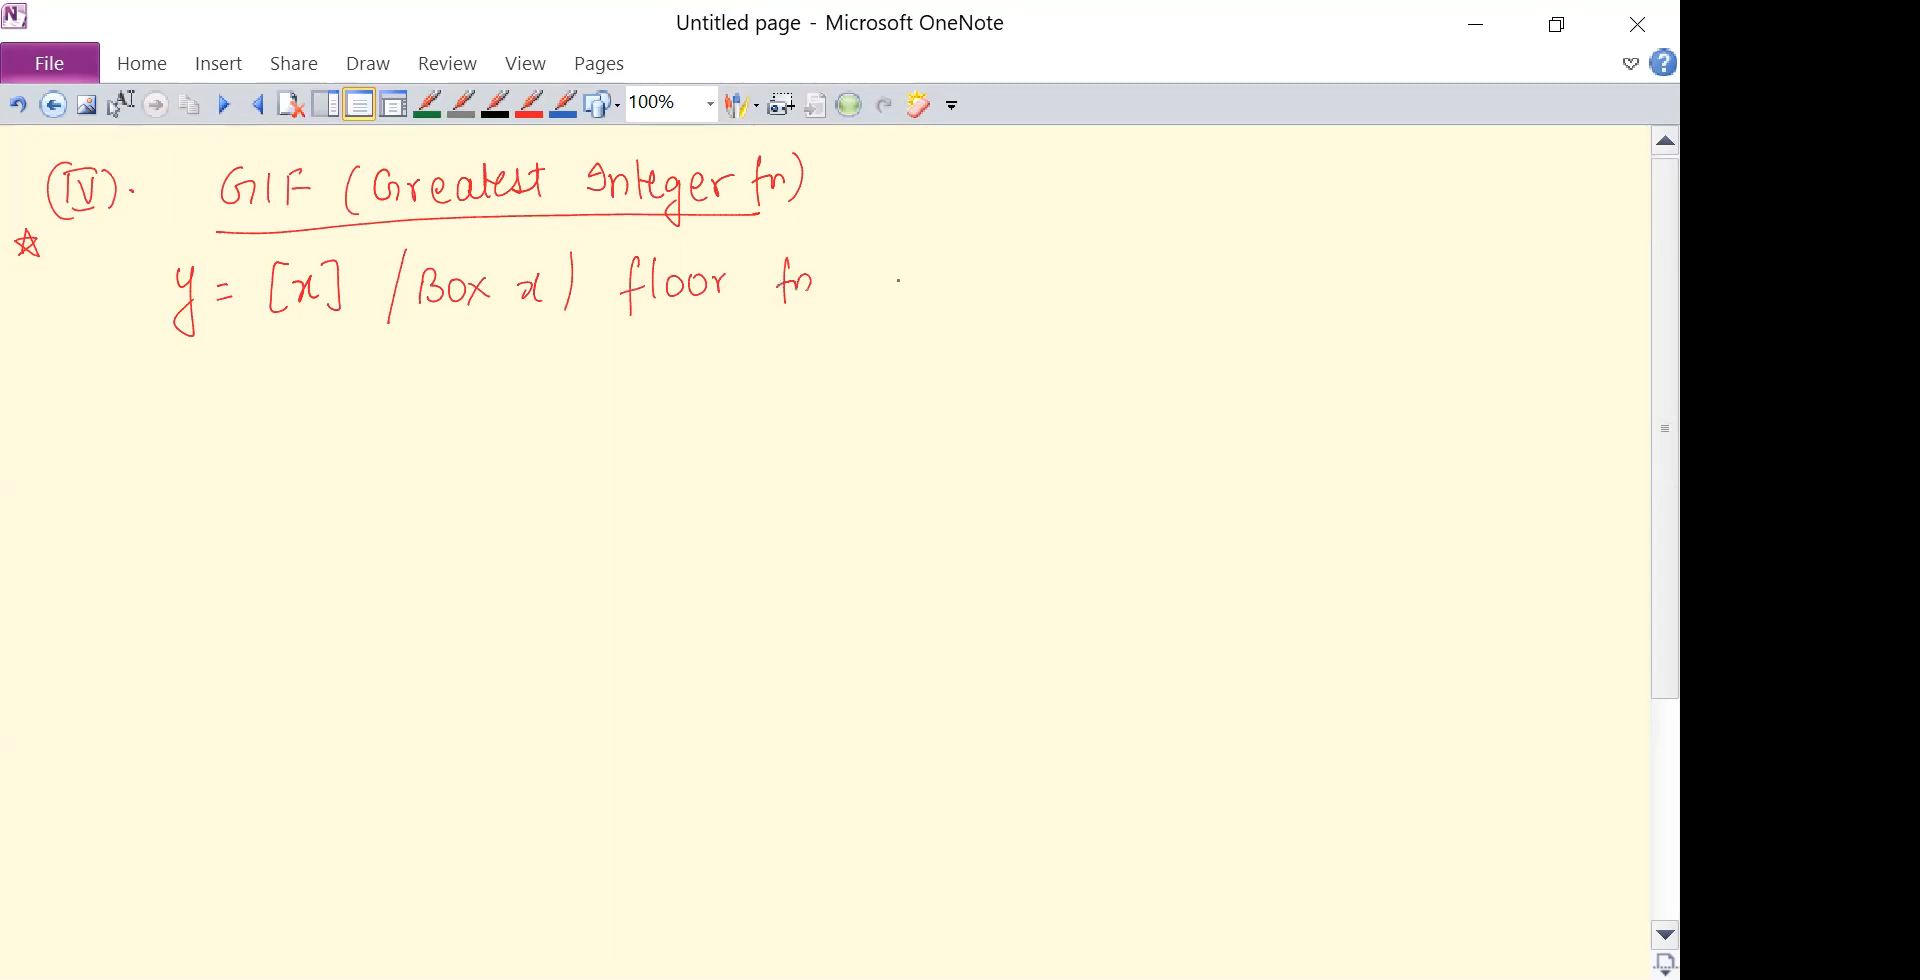 Untitled page - Microsoft OneNote
File Home Insert Share Draw Review View Pages
100%
(IV). GIF (Greatest Integer fn)
y = [x] /Box x) floor fn